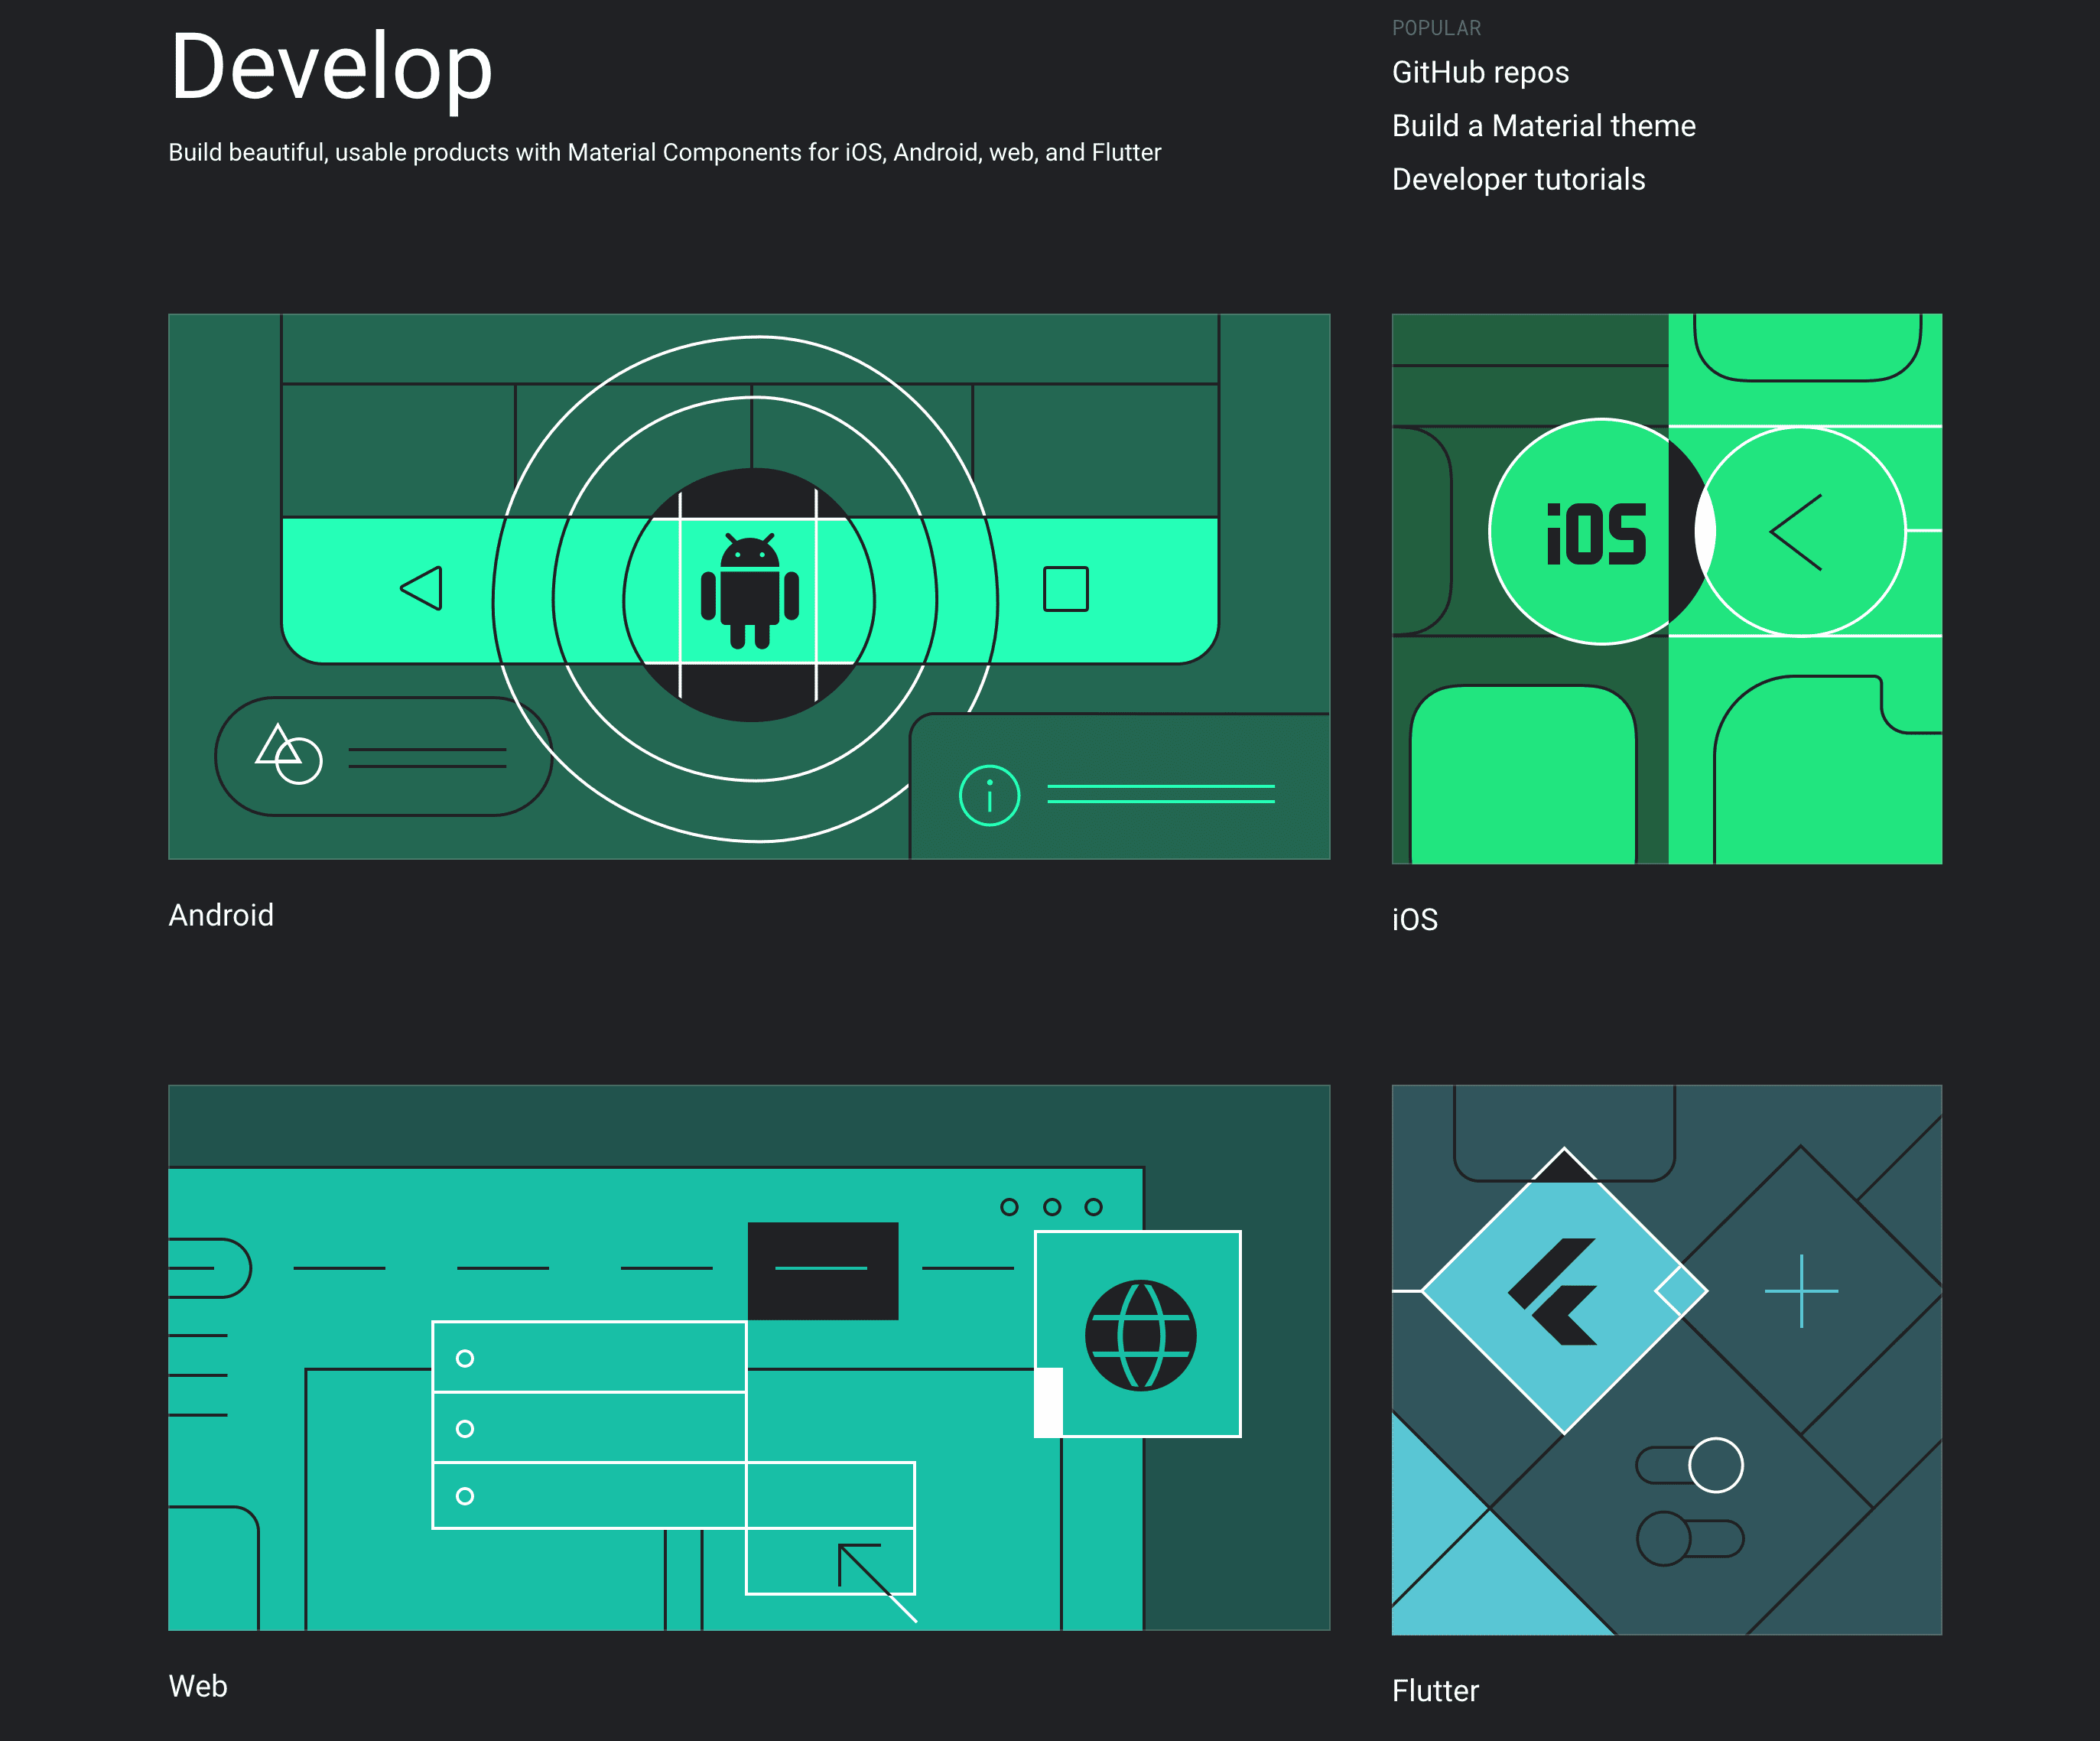 Develop
Build beautiful, usable products with Material Components for iOS, Android, web, and Flutter
POPULAR
GitHub repos
Build a Material theme
Developer tutorials
iOS
Android
iOS
Web
Flutter